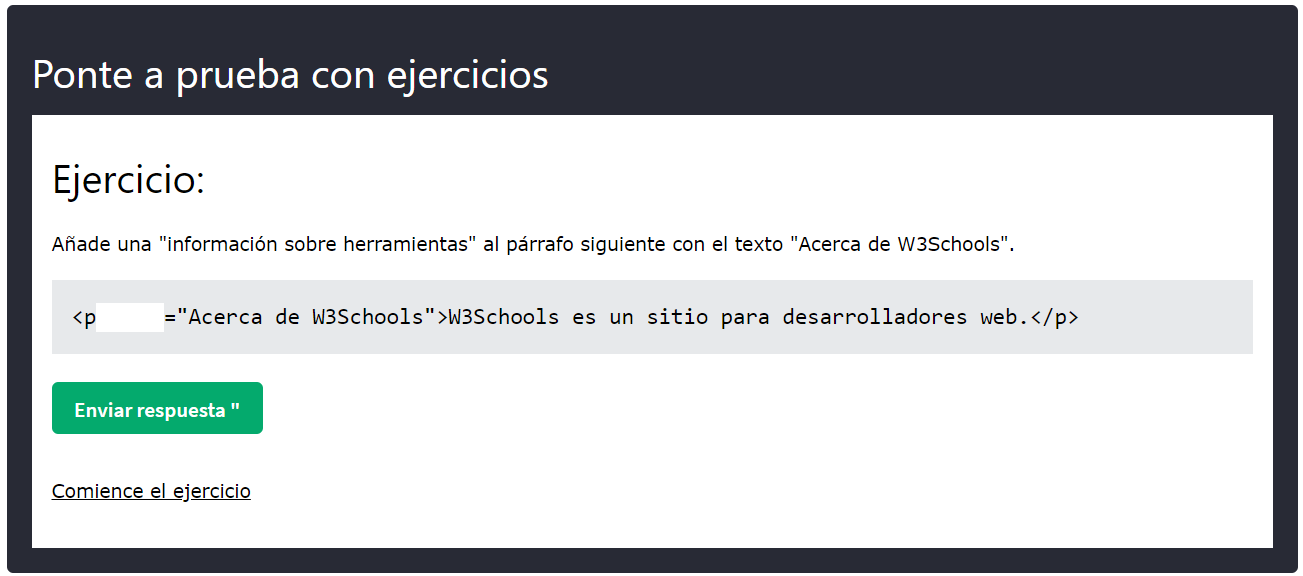 Ponte a prueba con ejercicios
Ejercicio:
Añade una "información sobre herramientas" al párrafo siguiente con el texto "Acerca de W3Schools".
<p ="Acerca de W3Schools">W3Schools es un sitio para desarrolladores web.</p>
Enviar respuesta "
Comience el ejercicio